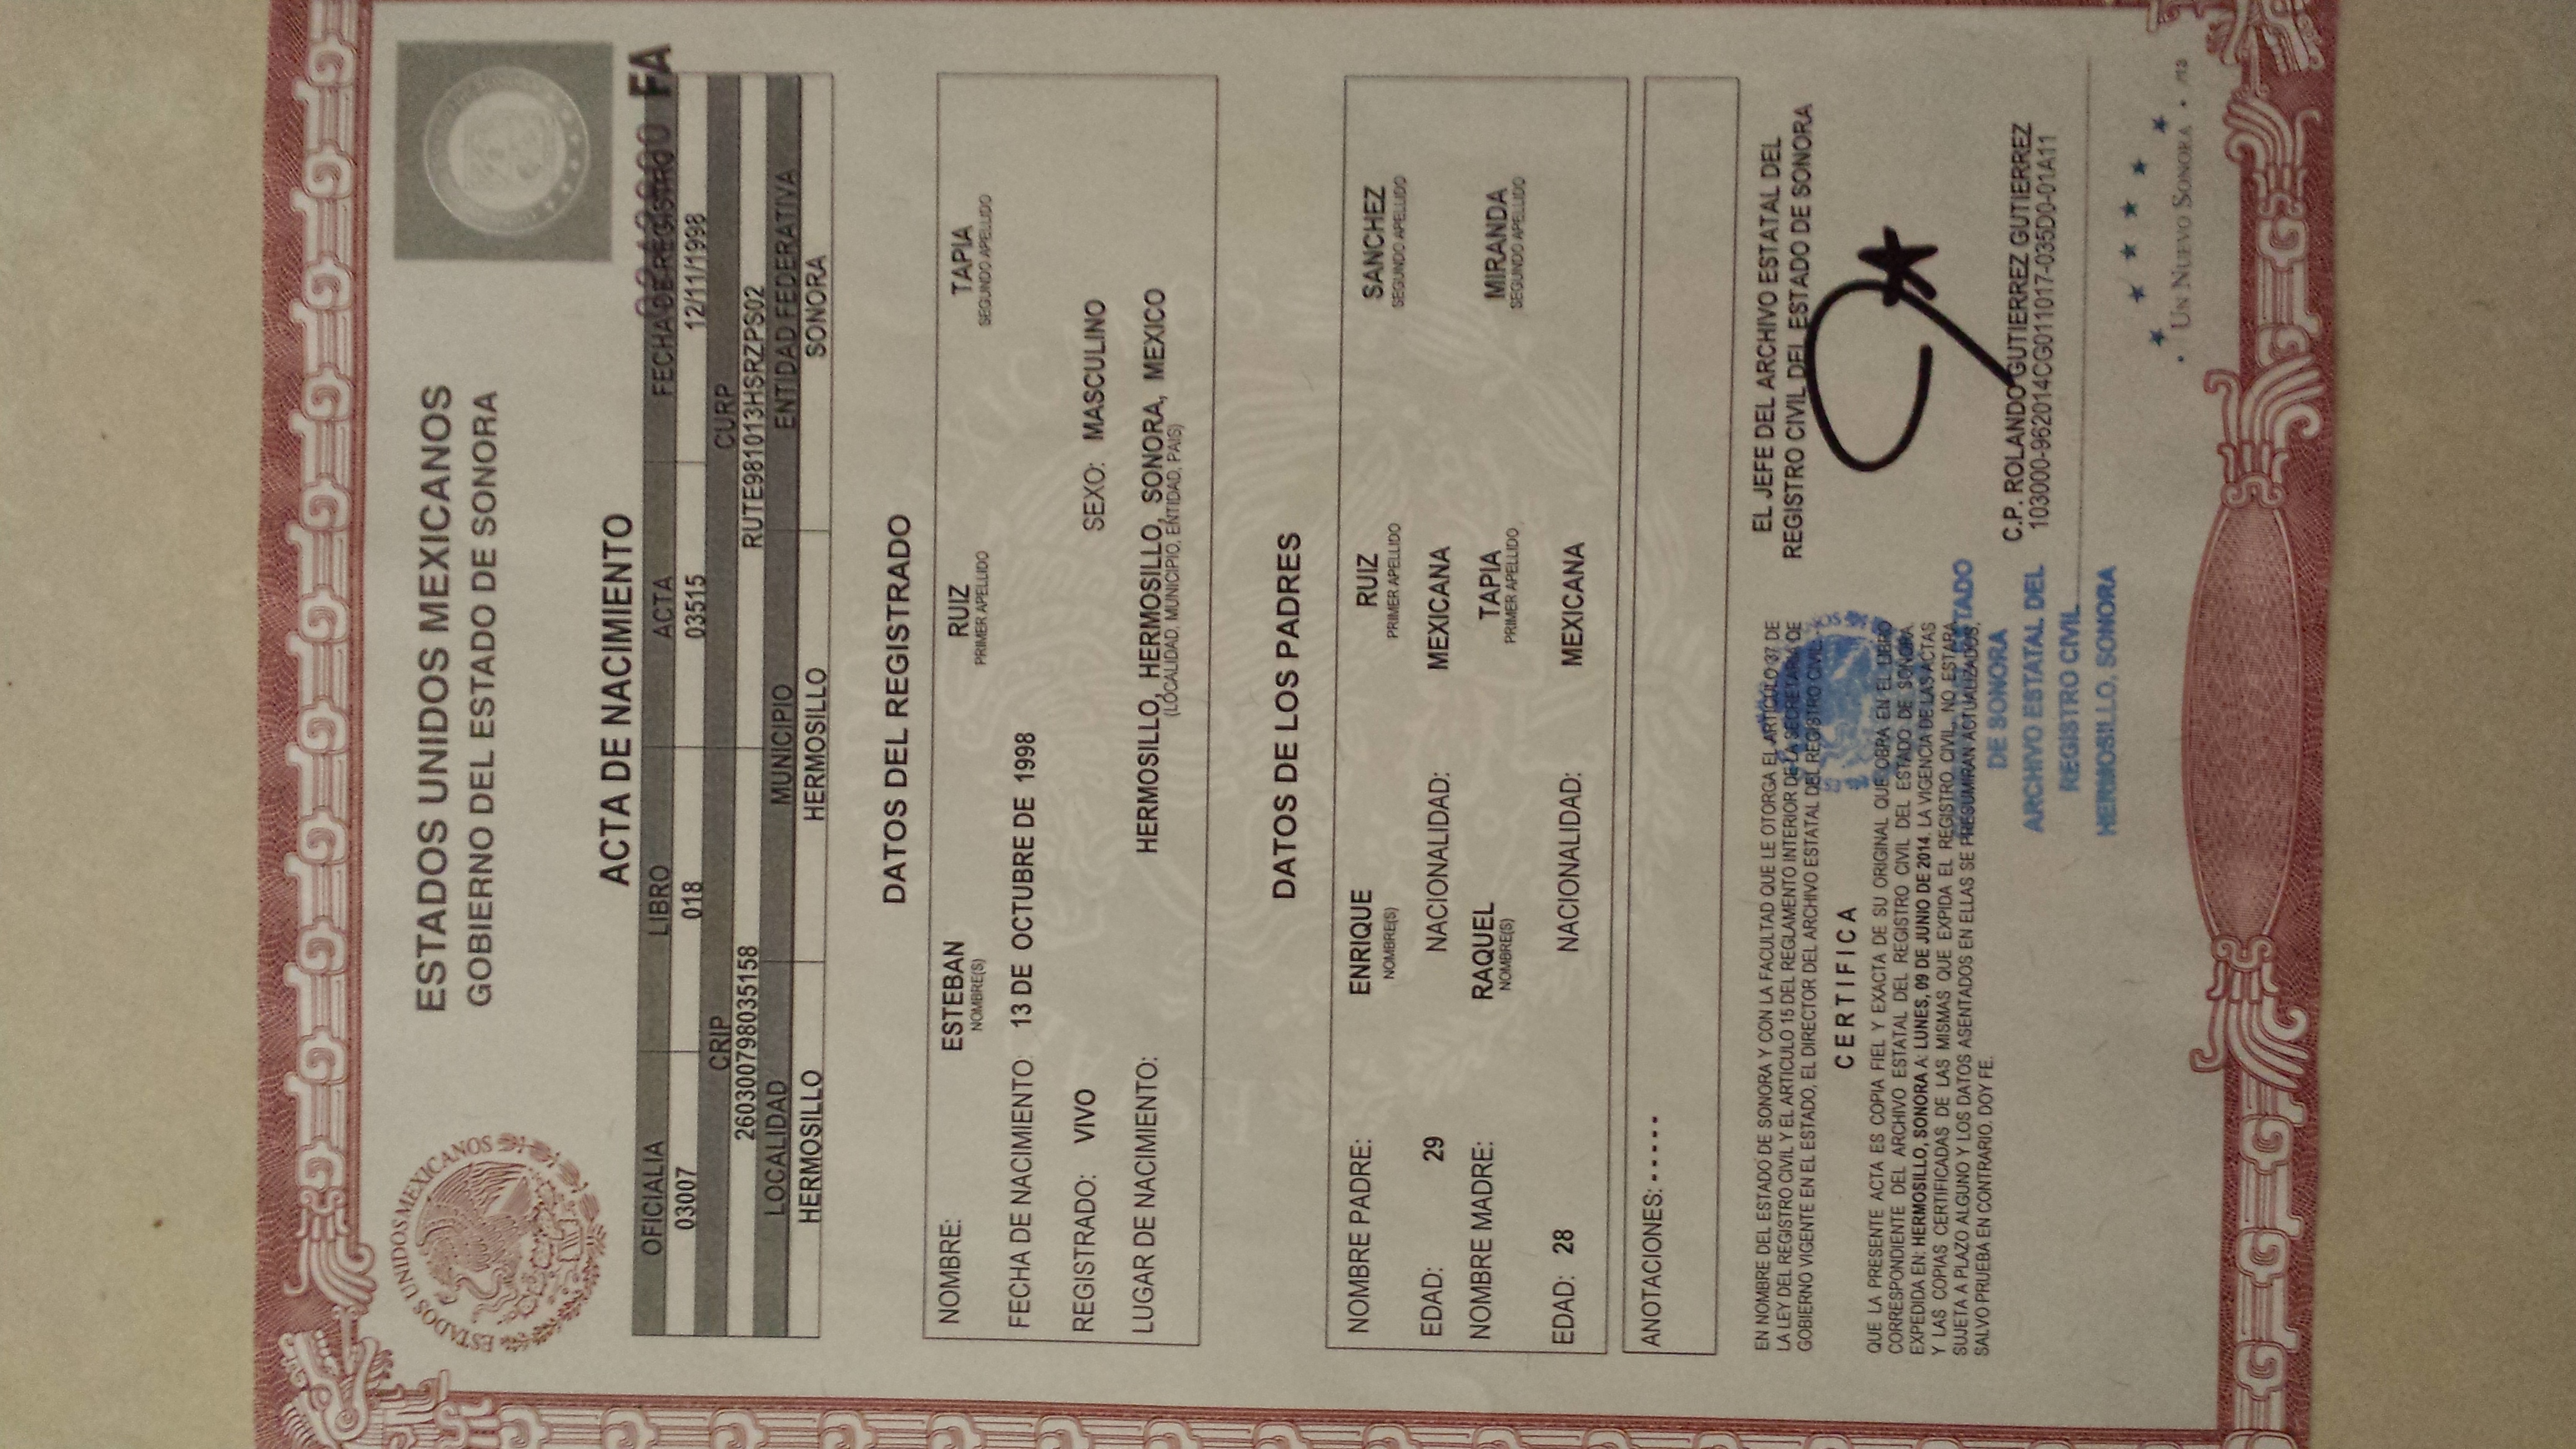 ESTADOS UNIDOS MEXICANOS
ESTADOS UNIDOS MEXICANOS
GOBIERNO DEL ESTADO DE SONORA
ACTA DE NACIMIENTO
FA
OFICIALIA LIBRO ACTA FECHA DE REGISTRO
03007 018 03515 12/11/1998
CRIP CURP
260300798035158 RUTE981013HSRZPS02
LOCALIDAD MUNICIPIO ENTIDAD FEDERATIVA
HERMOSILLO HERMOSILLO SONORA
DATOS DEL REGISTRADO
NOMBRE: ESTEBAN RUIZ TAPIA
NOMBRE(S) PRIMER APELLIDO SEGUNDO APELLIDO
FECHA DE NACIMIENTO 13 DE OCTUBRE DE 1998
REGISTRADO: VIVO SEXO: MASCULINO
LUGAR DE NACIMIENTO: HERMOSILLO, HERMOSILLO, SONORA, MEXICO
(LOCALIDAD, MUNICIPIO, ENTIDAD, PAIS)
DATOS DE LOS PADRES
NOMBRE PADRE: ENRIQUE RUIZ SANCHEZ
NOMBRE(S) PRIMER APELLIDO SEGUNDO APELLIDO
EDAD: 29 NACIONALIDAD: MEXICANA
NOMBRE MADRE: RAQUEL TAPIA MIRANDA
NOMBRE(S) PRIMER APELLIDO SEGUNDO APELLIDO
EDAD: 28 NACIONALIDAD: MEXICANA
ANOTACIONES: - - - - -
EN NOMBRE DEL ESTADO DE SONORA Y CON LA FACULTAD QUE LE OTORGA EL ARTICULO 37 DE
LA LEY DEL REGISTRO CIVIL Y EL ARTICULO 15 DEL REGLAMENTO INTERIOR DE LA SECRETARIA DE
GOBIERNO VIGENTE EN EL ESTADO, EL DIRECTOR DEL ARCHIVO ESTATAL DEL REGISTRO CIVIL:
CERTIFICA
QUE LA PRESENTE ACTA ES COPIA FIEL Y EXACTA DE SU ORIGINAL QUE OBRA EN EL LIBRO
CORRESPONDIENTE DEL ARCHIVO ESTATAL DEL REGISTRO CIVIL DEL ESTADO DE SONORA.
EXPEDIDA EN: HERMOSILLO, SONORA A: LUNES, 09 DE JUNIO DE 2014. LA VIGENCIA DE LAS ACTAS
Y LAS COPIAS CERTIFICADAS DE LAS MISMAS QUE EXPIDA EL REGISTRO CIVIL, NO ESTARA
SUJETA A PLAZO ALGUNO Y LOS DATOS ASENTADOS EN ELLAS SE PRESUMIRAN ACTUALIZADOS,
SALVO PRUEBA EN CONTRARIO. DOY FE.
EL JEFE DEL ARCHIVO ESTATAL DEL
REGISTRO CIVIL DEL ESTADO DE SONORA
C.P. ROLANDO GUTIERREZ GUTIERREZ
103000-962014CG011017-035D0-01A11
ESTADO
DE SONORA
ARCHIVO ESTATAL DEL
REGISTRO CIVIL
HERMOSILLO, SONORA
UN NUEVO SONORA